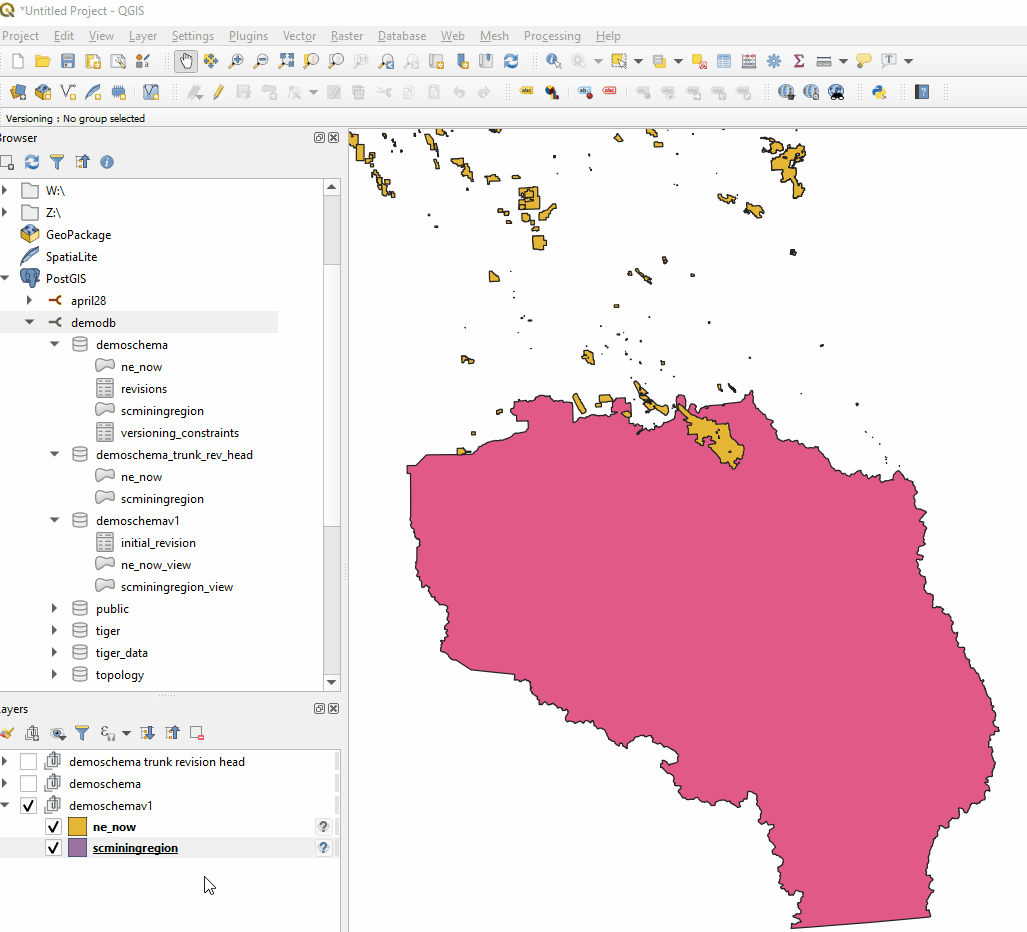 *Untitled Project - QGIS
Project Edit View Layer Settings Plugins Vector Raster Database Web Mesh Processing Help
Versioning : No group selected
rowser
W:\
Z:\
GeoPackage
SpatiaLite
PostGIS
april28
demodb
demoschema
ne_now
revisions
scminingregion
versioning_constraints
demoschema_trunk_rev_head
ne_now
scminingregion
demoschemav1
initial_revision
ne_now_view
scminingregion_view
public
tiger
tiger_data
topology
ayers
demoschema trunk revision head
demoschema
demoschemav1
ne_now ?
scminingregion ?